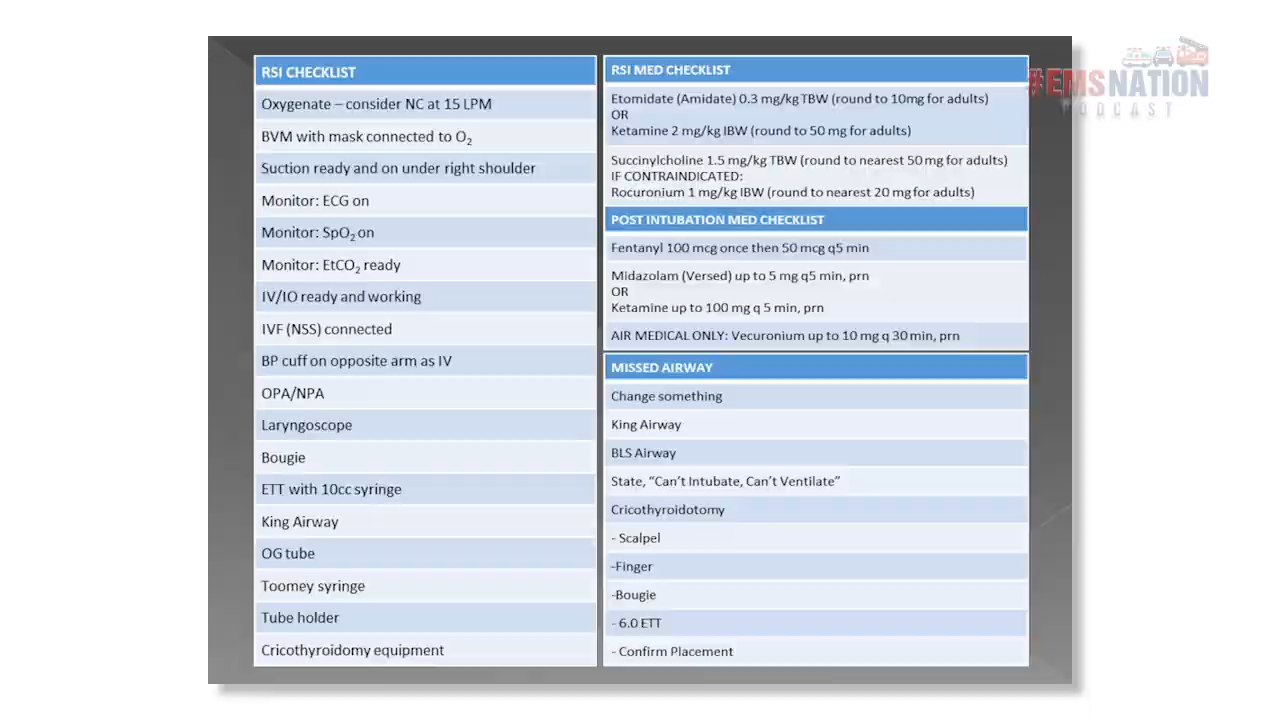 RSI CHECKLIST
Oxygenate – consider NC at 15 LPM
BVM with mask connected to O2
Suction ready and on under right shoulder
Monitor: ECG on
Monitor: SpO2 on
Monitor: EtCO2 ready
IV/IO ready and working
IVF (NSS) connected
BP cuff on opposite arm as IV
OPA/NPA
Laryngoscope
Bougie
ETT with 10cc syringe
King Airway
OG tube
Toomey syringe
Tube holder
Cricothyroidomy equipment
RSI MED CHECKLIST
Etomidate (Amidate) 0.3 mg/kg TBW (round to 10mg for adults)
OR
Ketamine 2 mg/kg IBW (round to 50 mg for adults)
Succinylcholine 1.5 mg/kg TBW (round to nearest 50 mg for adults)
IF CONTRAINDICATED:
Rocuronium 1 mg/kg IBW (round to nearest 20 mg for adults)
POST INTUBATION MED CHECKLIST
Fentanyl 100 mcg once then 50 mcg q5 min
Midazolam (Versed) up to 5 mg q5 min, prn
OR
Ketamine up to 100 mg q 5 min, prn
AIR MEDICAL ONLY: Vecuronium up to 10 mg q 30 min, prn
MISSED AIRWAY
Change something
King Airway
BLS Airway
State, “Can’t Intubate, Can’t Ventilate”
Cricothyroidotomy
- Scalpel
-Finger
-Bougie
- 6.0 ETT
- Confirm Placement
#EMSNATION
PODCAST